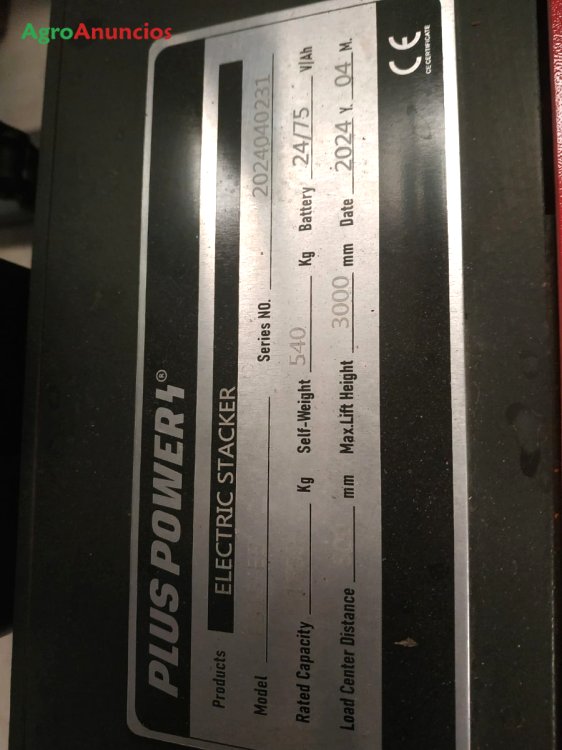 AgroAnuncios
PLUS POWER®
Products ELECTRIC STACKER
Model Series NO. 2024040231
Rated Capacity Kg Self-Weight 540 Kg Battery 24/75 V/Ah
Load Center Distance mm Max.Lift Height 3000 mm Date 2024 Y. 04 M.
CE
CE CERTIFICATE